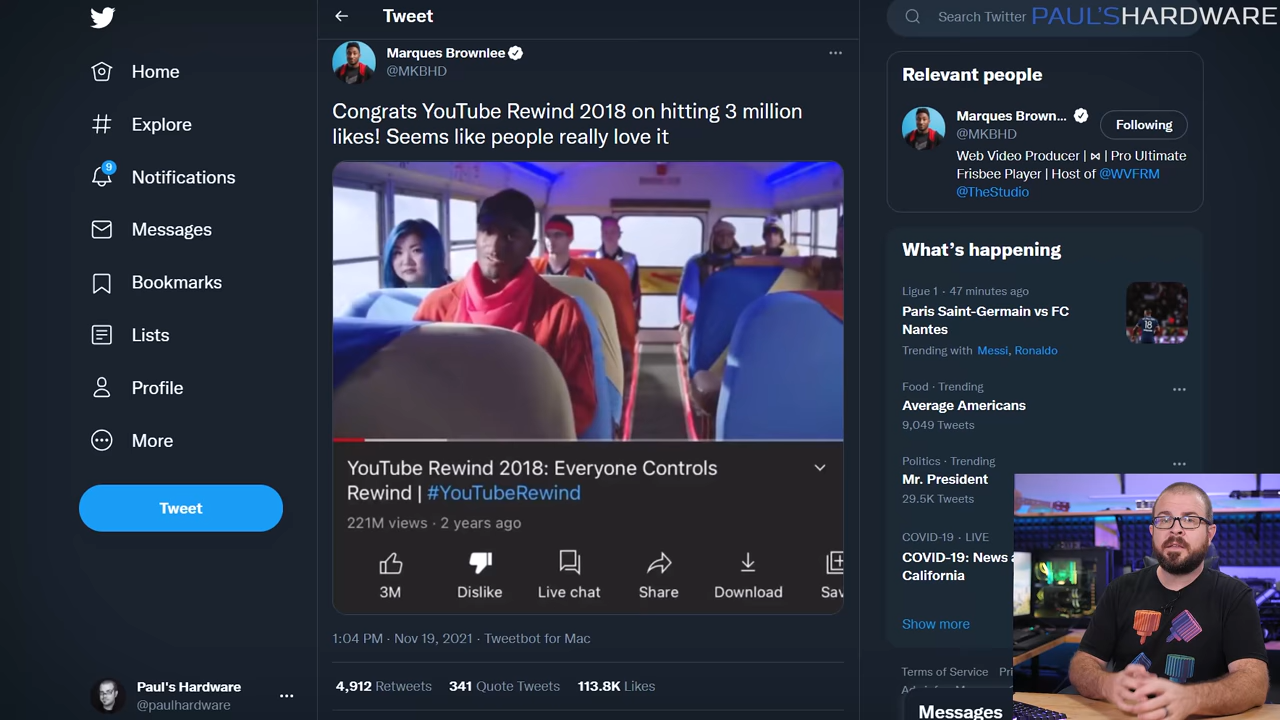 Home
Explore
9
Notifications
Messages
Bookmarks
Lists
Profile
More
Tweet
Paul's Hardware
@paulhardware
Tweet
Marques Brownlee
@MKBHD
Congrats YouTube Rewind 2018 on hitting 3 million
likes! Seems like people really love it
YouTube Rewind 2018: Everyone Controls
Rewind | #YouTubeRewind
221M views · 2 years ago
3M
Dislike
Live chat
Share
Download
Sav
1:04 PM · Nov 19, 2021 · Tweetbot for Mac
4,912 Retweets 341 Quote Tweets 113.8K Likes
Search Twitter
PAUL'SHARDWARE
Relevant people
Marques Brown...
@MKBHD
Following
Web Video Producer | ⋈ | Pro Ultimate
Frisbee Player | Host of @WVFRM
@TheStudio
What's happening
Ligue 1 · 47 minutes ago
Paris Saint-Germain vs FC
Nantes
Trending with Messi, Ronaldo
Food · Trending
Average Americans
9,049 Tweets
Politics · Trending
Mr. President
29.5K Tweets
COVID-19 · LIVE
COVID-19: News
California
Show more
Terms of Service
Messages